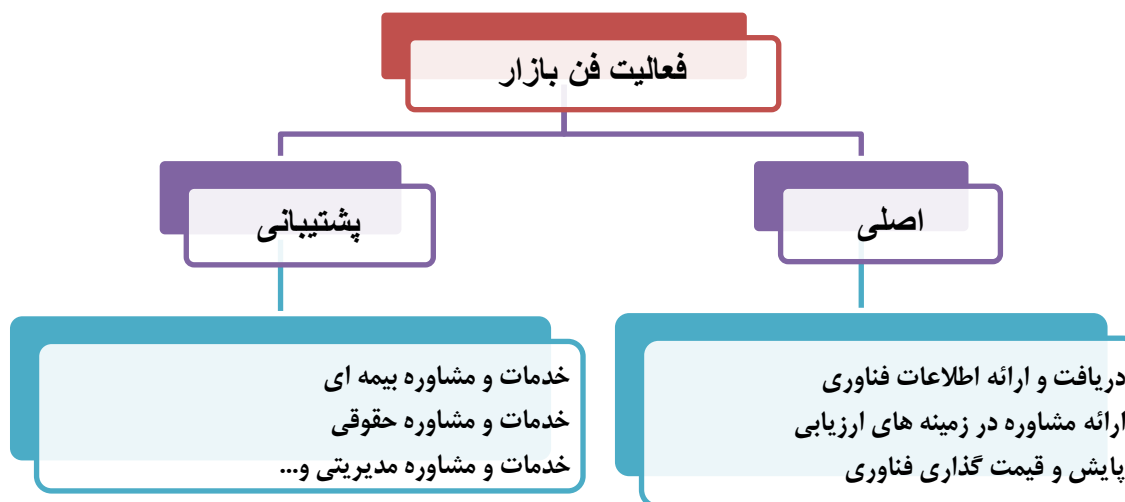 فعالیت فن بازار
اصلی
پشتیبانی
دریافت و ارائه اطلاعات فناوری
ارائه مشاوره در زمینه های ارزیابی
پایش و قیمت گذاری فناوری
خدمات و مشاوره بیمه ای
خدمات و مشاوره حقوقی
خدمات و مشاوره مدیریتی و...